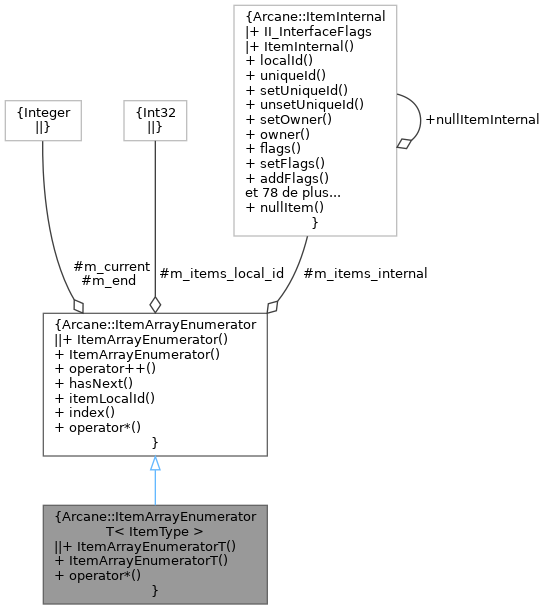 {Arcane::ItemInternal
|+ II_InterfaceFlags
|+ ItemInternal()
+ localId()
+ uniqueId()
+ setUniqueId()
+ unsetUniqueId()
+ setOwner()
+ owner()
+ flags()
+ setFlags()
+ addFlags()
et 78 de plus...
+ nullItem()
}
{Integer
||}
{Int32
||}
+nullItemInternal
#m_current
#m_end
#m_items_local_id
#m_items_internal
{Arcane::ItemArrayEnumerator
||+ ItemArrayEnumerator()
+ ItemArrayEnumerator()
+ operator++()
+ hasNext()
+ itemLocalId()
+ index()
+ operator*()
}
{Arcane::ItemArrayEnumerator
T< ItemType >
||+ ItemArrayEnumeratorT()
+ ItemArrayEnumeratorT()
+ operator*()
}